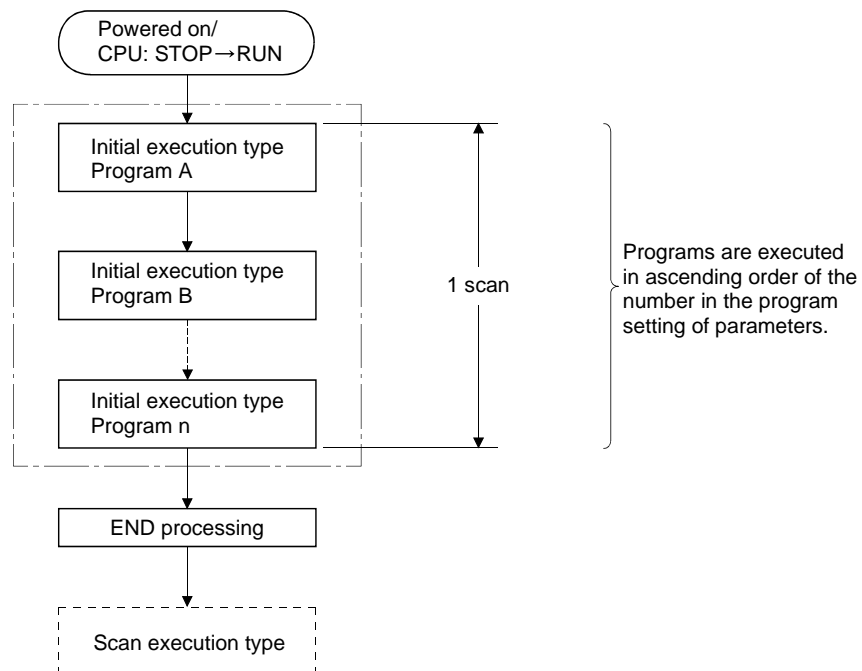 Powered on/
CPU: STOP→RUN
Initial execution type
Program A
Initial execution type
Program B
1 scan
Programs are executed
in ascending order of the
number in the program
setting of parameters.
Initial execution type
Program n
END processing
Scan execution type